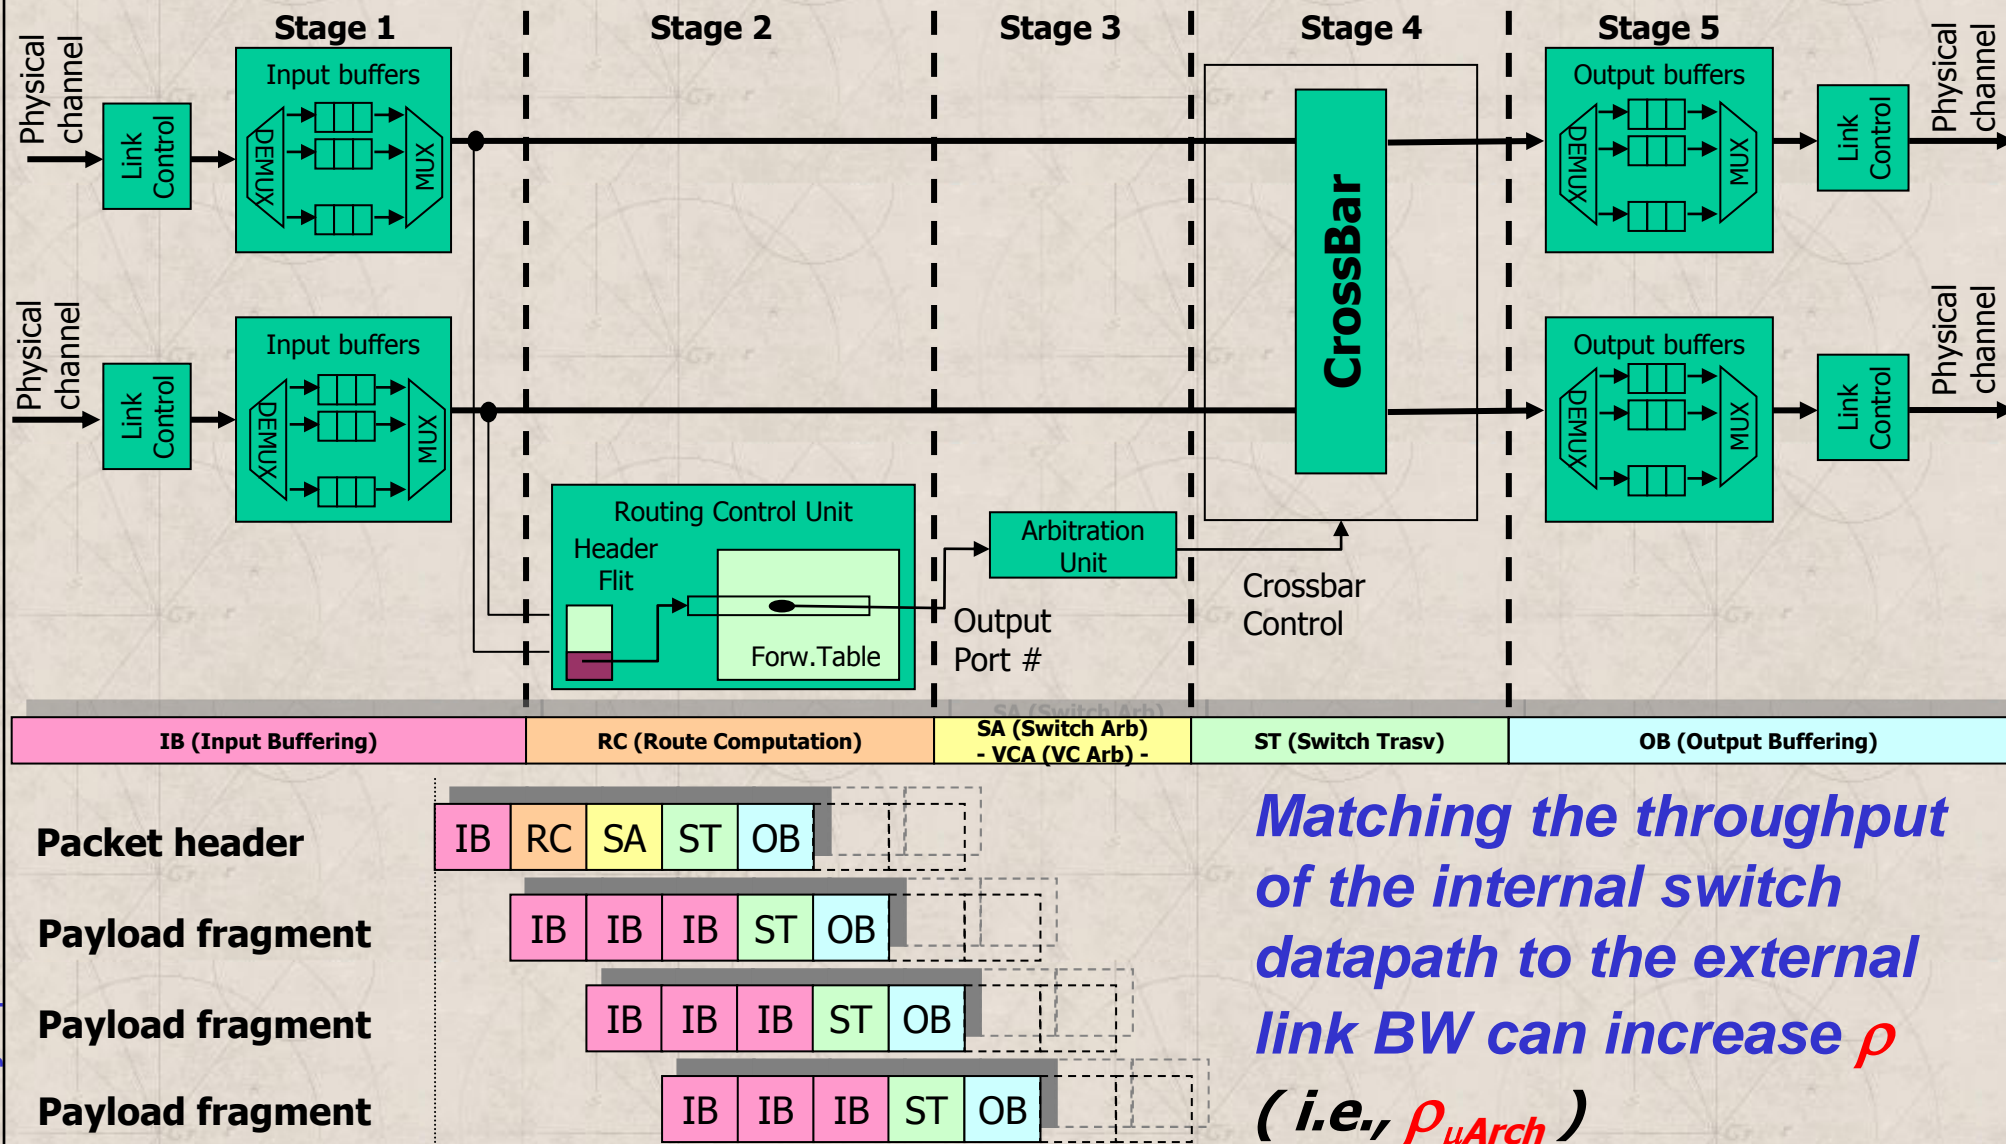 Stage 1
Stage 2
Stage 3
Stage 4
Stage 5
Physical
channel
Link
Control
Input buffers
DEMUX
MUX
CrossBar
Output buffers
DEMUX
MUX
Link
Control
Physical
channel
Physical
channel
Link
Control
Input buffers
DEMUX
MUX
Output buffers
DEMUX
MUX
Link
Control
Physical
channel
Routing Control Unit
Header
Flit
Forw.Table
Output
Port #
Arbitration
Unit
Crossbar
Control
IB (Input Buffering)
RC (Route Computation)
SA (Switch Arb)
- VCA (VC Arb) -
ST (Switch Trasv)
OB (Output Buffering)
Packet header
IB RC SA ST OB
Payload fragment
IB IB IB ST OB
Payload fragment
IB IB IB ST OB
Payload fragment
IB IB IB ST OB
Matching the throughput
of the internal switch
datapath to the external
link BW can increase ρ
( i.e., ρμArch )